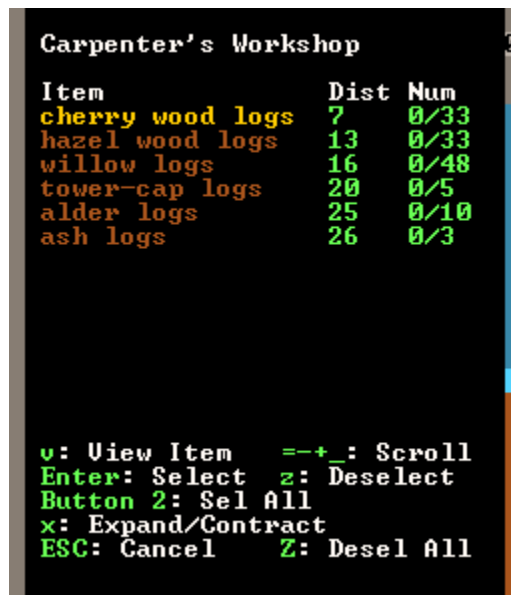 Carpenter's Workshop
Item Dist Num
cherry wood logs 7 0/33
hazel wood logs 13 0/33
willow logs 16 0/48
tower-cap logs 20 0/5
alder logs 25 0/10
ash logs 26 0/3
v: View Item =-+_: Scroll
Enter: Select z: Deselect
Button 2: Sel All
x: Expand/Contract
ESC: Cancel Z: Desel All